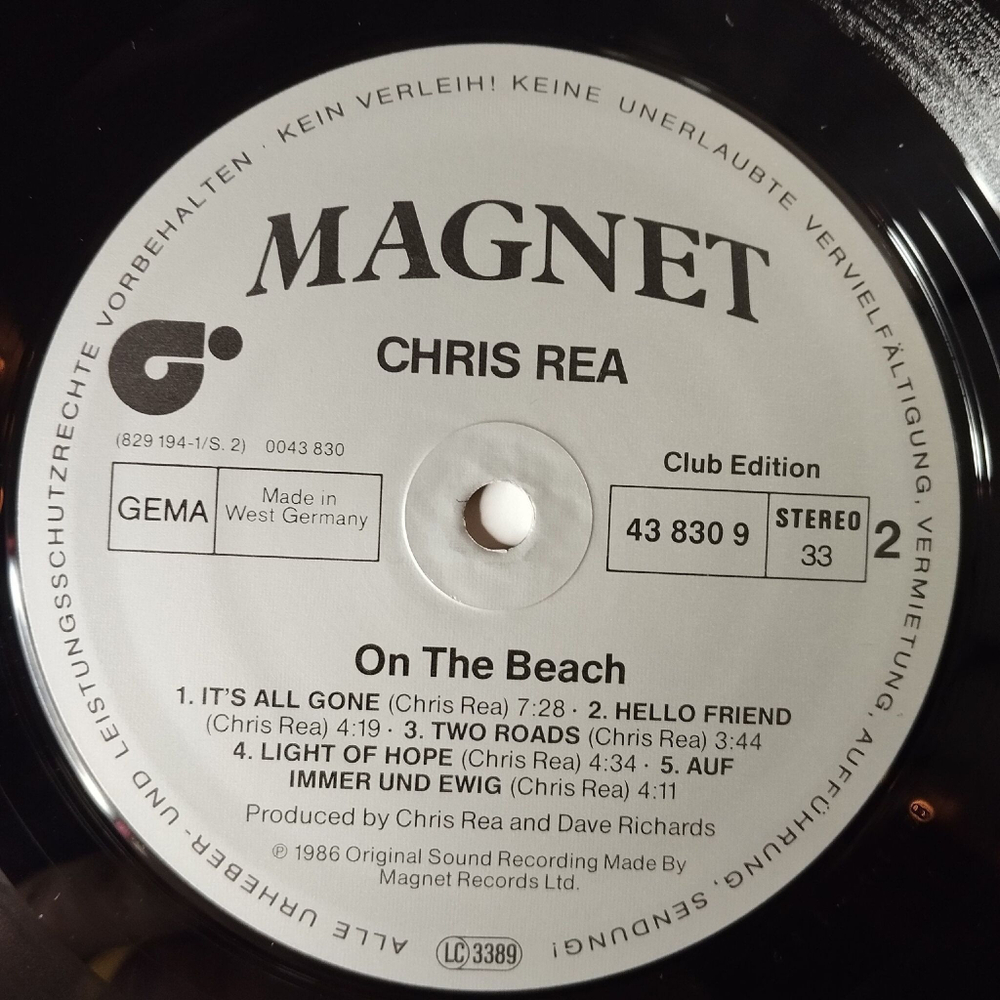 ALLE URHEBER- UND LEISTUNGSSCHUTZRECHTE VORBEHALTEN · KEIN VERLEIH! KEINE UNERLAUBTE VERVIELFÄLTIGUNG, VERMIETUNG, AUFFÜHRUNG, SENDUNG!
MAGNET
CHRIS REA
(829 194-1/S. 2) 0043 830
GEMA
Made in
West Germany
Club Edition
43 830 9
STEREO
33
2
On The Beach
1. IT'S ALL GONE (Chris Rea) 7:28 · 2. HELLO FRIEND
(Chris Rea) 4:19 · 3. TWO ROADS (Chris Rea) 3:44
4. LIGHT OF HOPE (Chris Rea) 4:34 · 5. AUF
IMMER UND EWIG (Chris Rea) 4:11
Produced by Chris Rea and Dave Richards
℗ 1986 Original Sound Recording Made By
Magnet Records Ltd.
LC 3389